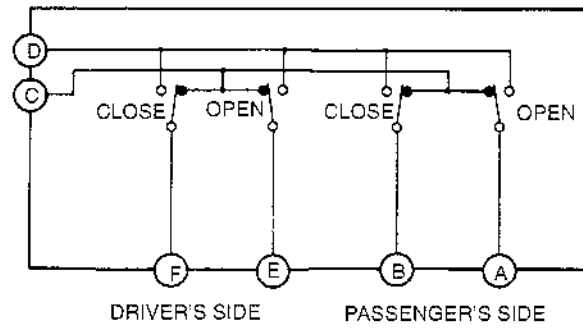 D
C
CLOSE OPEN CLOSE OPEN
F E B A
DRIVER'S SIDE PASSENGER'S SIDE